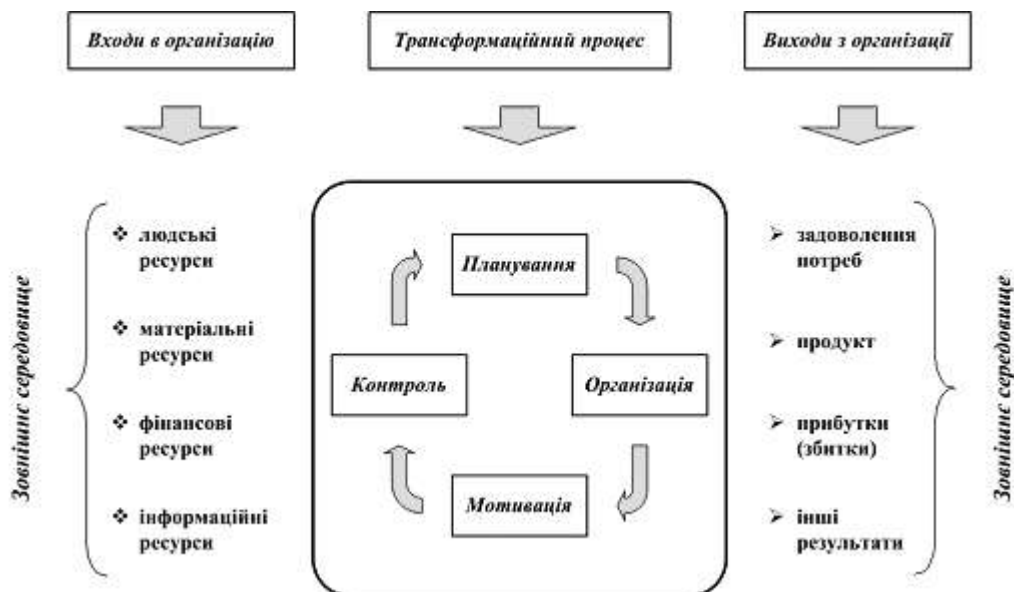 Входи в організацію
Трансформаційний процес
Виходи з організації
Зовнішнє середовище
людські
ресурси
матеріальні
ресурси
фінансові
ресурси
інформаційні
ресурси
Планування
Контроль
Організація
Мотивація
задоволення
потреб
продукт
прибутки
(збитки)
інші
результати
Зовнішнє середовище